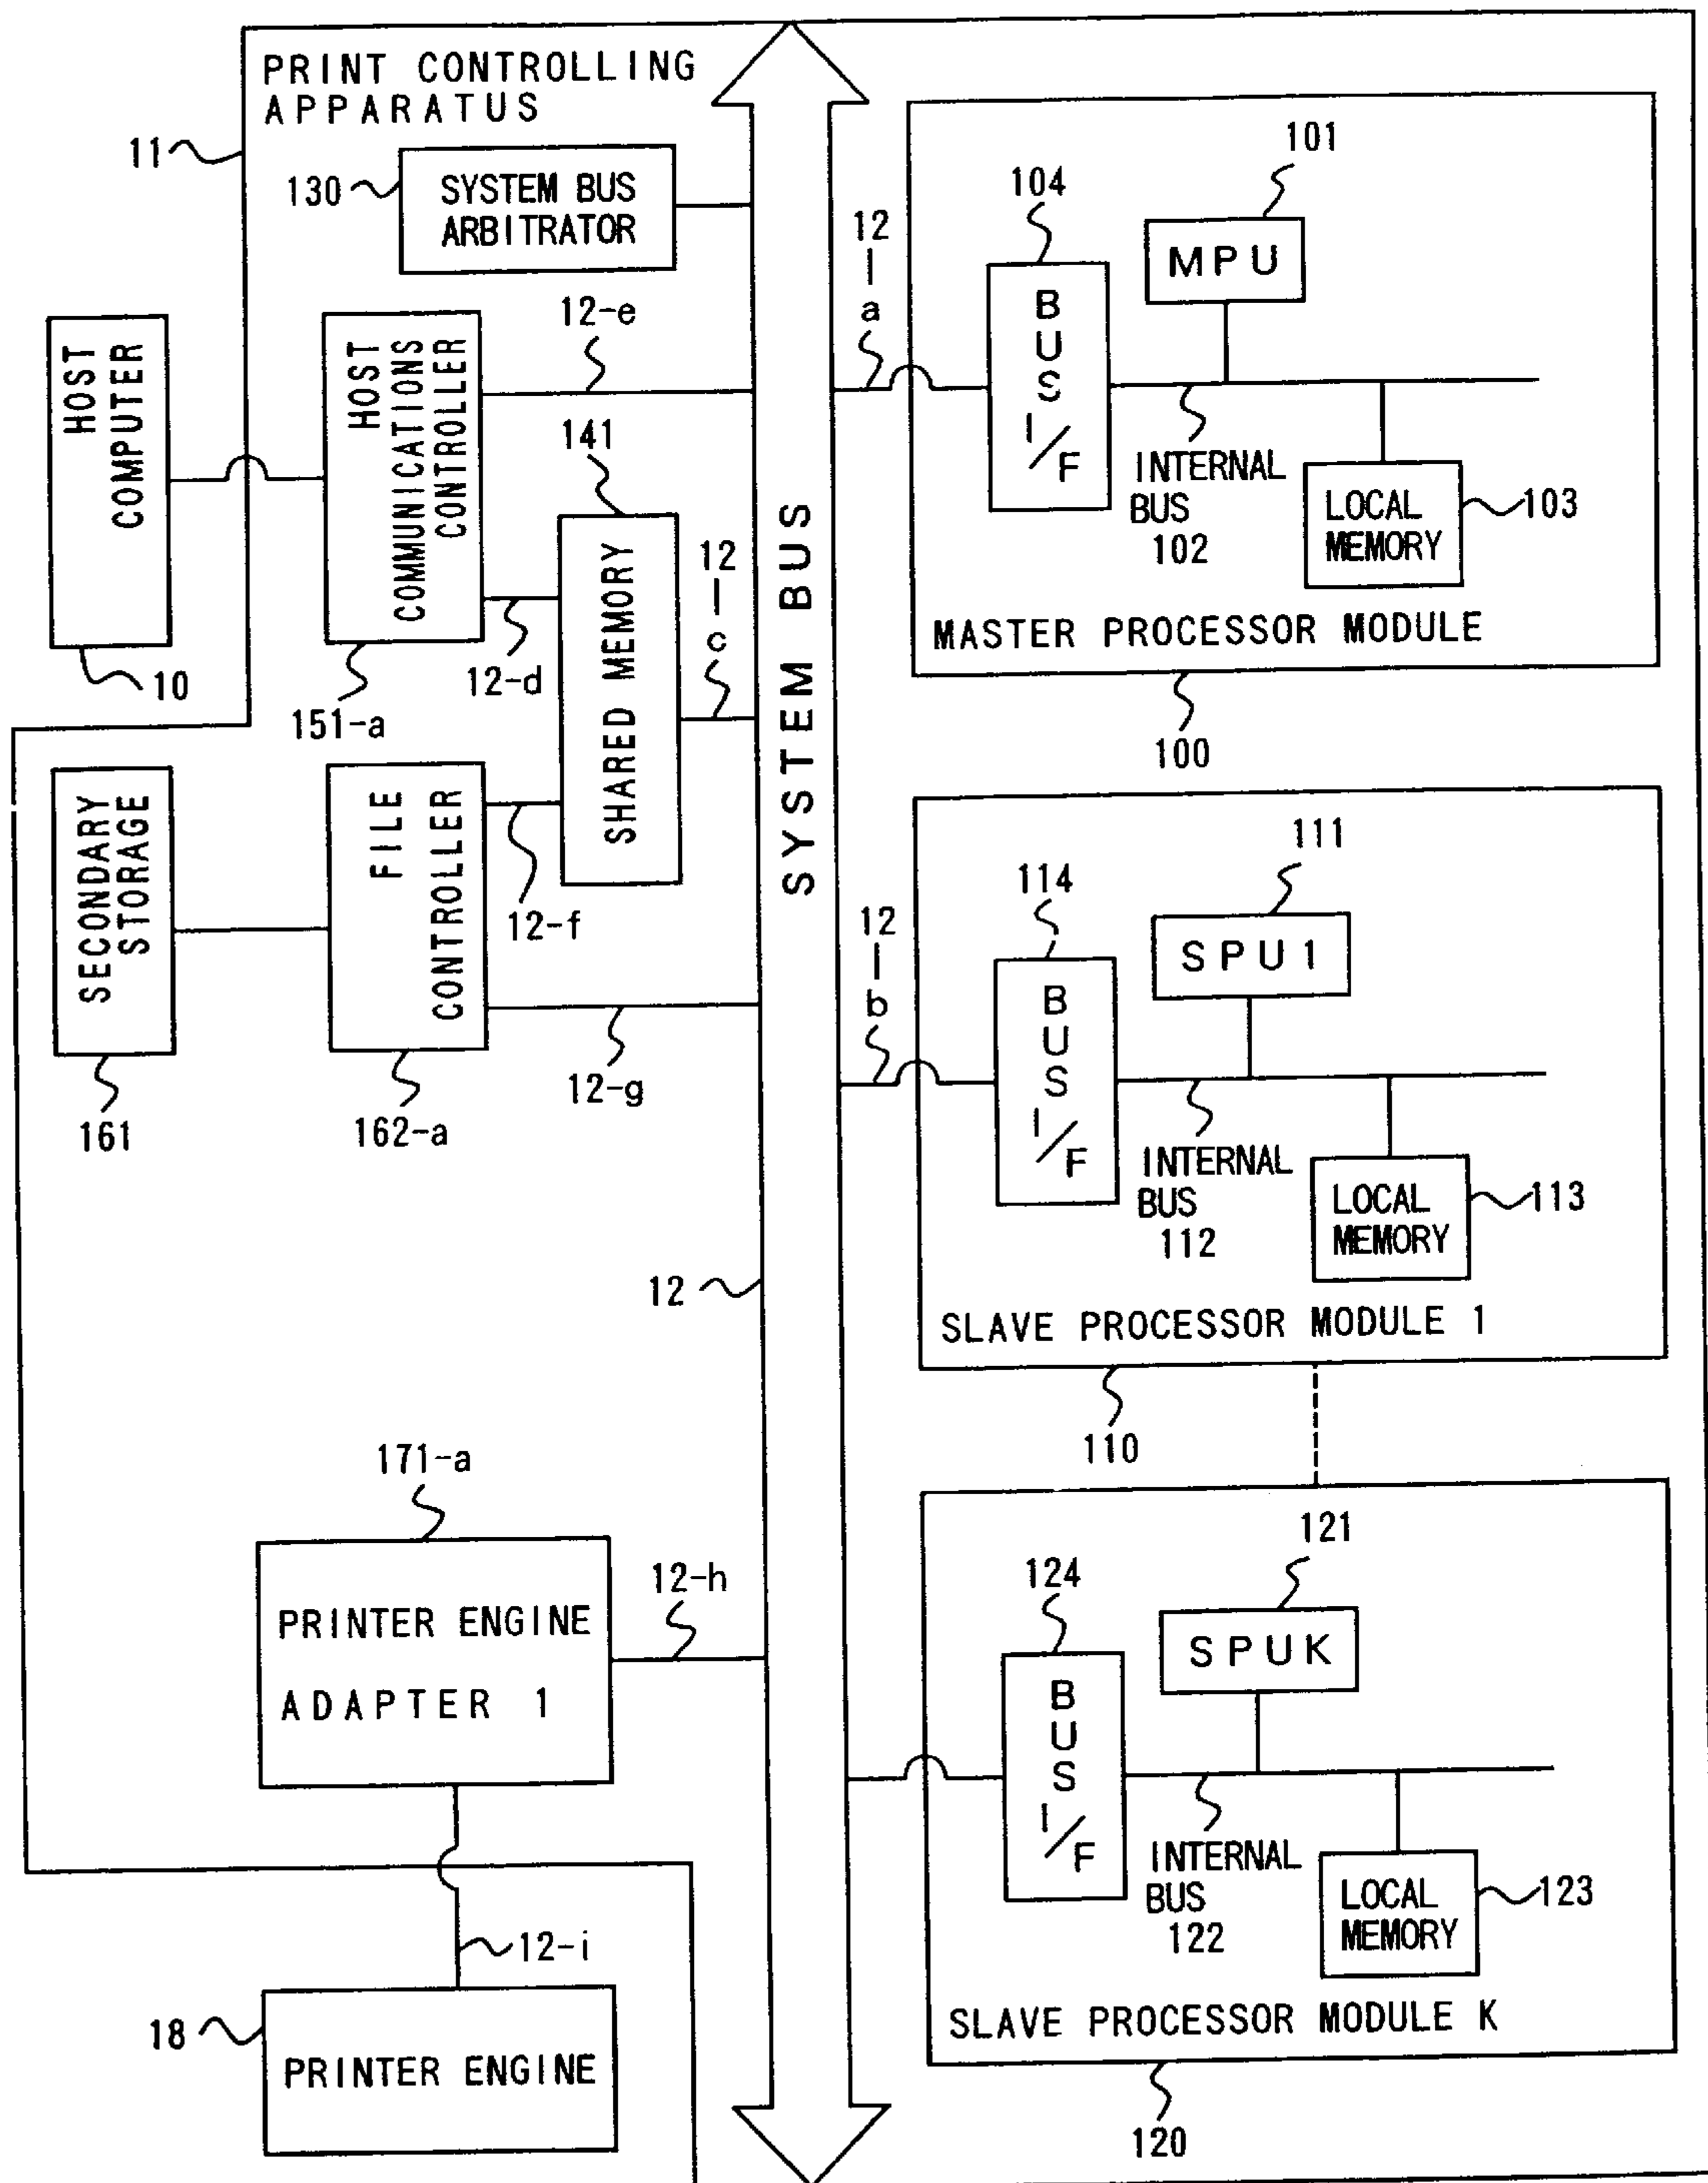 PRINT CONTROLLING
APPARATUS
11
130
SYSTEM BUS
ARBITRATOR
HOST
COMPUTER
10
HOST
COMMUNICATIONS
CONTROLLER
151-a
12-e
141
12-d
SHARED MEMORY
12-c
SECONDARY
STORAGE
161
FILE
CONTROLLER
162-a
12-f
12-g
SYSTEM BUS
12
171-a
PRINTER ENGINE
ADAPTER 1
12-h
12-i
18
PRINTER ENGINE
12-a
104
BUS I/F
101
MPU
INTERNAL
BUS
102
LOCAL
MEMORY
103
MASTER PROCESSOR MODULE
100
12-b
114
BUS I/F
111
SPU1
INTERNAL
BUS
112
LOCAL
MEMORY
113
SLAVE PROCESSOR MODULE 1
110
124
BUS I/F
121
SPUK
INTERNAL
BUS
122
LOCAL
MEMORY
123
SLAVE PROCESSOR MODULE K
120